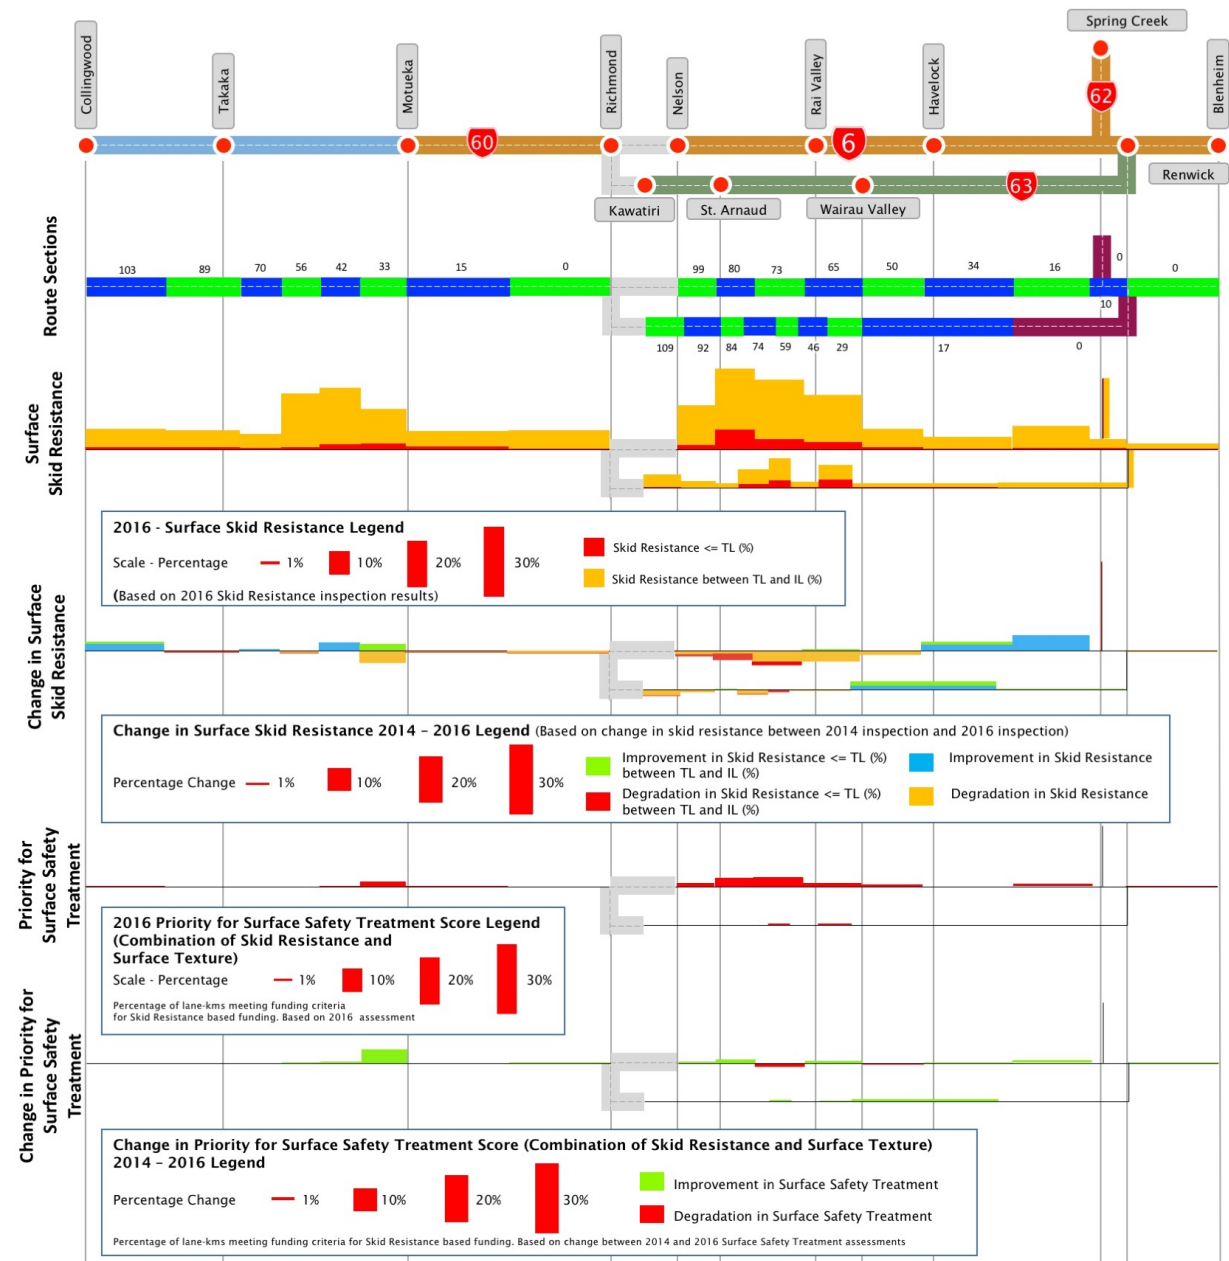 Spring Creek
Collingwood
Takaka
Motueka
Richmond
Nelson
Rai Valley
Havelock
Blenheim
62
60
6
Renwick
63
Kawatiri
St. Arnaud
Wairau Valley
Route Sections
103
89
70
56
42
33
15
0
99
80
73
65
50
34
16
0
0
10
109
92
84
74
59
46
29
17
0
Surface
Skid Resistance
2016 - Surface Skid Resistance Legend
Scale - Percentage
1%
10%
20%
30%
Skid Resistance <= TL (%)
Skid Resistance between TL and IL (%)
(Based on 2016 Skid Resistance inspection results)
Change in Surface
Skid Resistance
Change in Surface Skid Resistance 2014 – 2016 Legend (Based on change in skid resistance between 2014 inspection and 2016 inspection)
Percentage Change
1%
10%
20%
30%
Improvement in Skid Resistance <= TL (%)
between TL and IL (%)
Improvement in Skid Resistance
Degradation in Skid Resistance <= TL (%)
between TL and IL (%)
Degradation in Skid Resistance
Priority for
Surface Safety
Treatment
2016 Priority for Surface Safety Treatment Score Legend
(Combination of Skid Resistance and
Surface Texture)
Scale - Percentage
1%
10%
20%
30%
Percentage of lane-kms meeting funding criteria
for Skid Resistance based funding. Based on 2016 assessment
Change in Priority for
Surface Safety
Treatment
Change in Priority for Surface Safety Treatment Score (Combination of Skid Resistance and Surface Texture)
2014 – 2016 Legend
Percentage Change
1%
10%
20%
30%
Improvement in Surface Safety Treatment
Degradation in Surface Safety Treatment
Percentage of lane-kms meeting funding criteria for Skid Resistance based funding. Based on change between 2014 and 2016 Surface Safety Treatment assessments